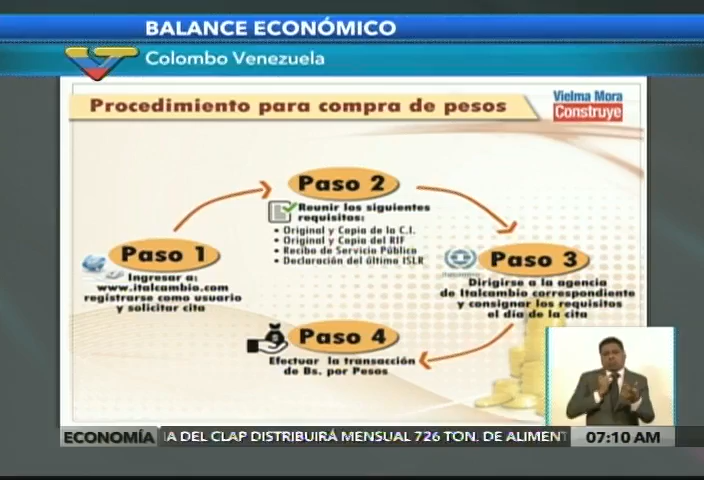 BALANCE ECONÓMICO
Colombo Venezuela
Procedimiento para compra de pesos
Vielma Mora
Construye
Paso 1
Ingresar a:
www.italcambio.com
registrarse como usuario
y solicitar cita
Paso 2
Reunir los siguientes
requisitos:
• Original y Copia de la C.I.
• Original y Copia del RIF
• Recibo de Servicio Público
• Declaración del último ISLR
Paso 3
Dirigirse a la agencia
de Italcambio correspondiente
y consignar los requisitos
el día de la cita
Paso 4
Efectuar la transacción
de Bs. por Pesos
ECONOMÍA
IA DEL CLAP DISTRIBUIRÁ MENSUAL 726 TON. DE ALIMENT
07:10 AM